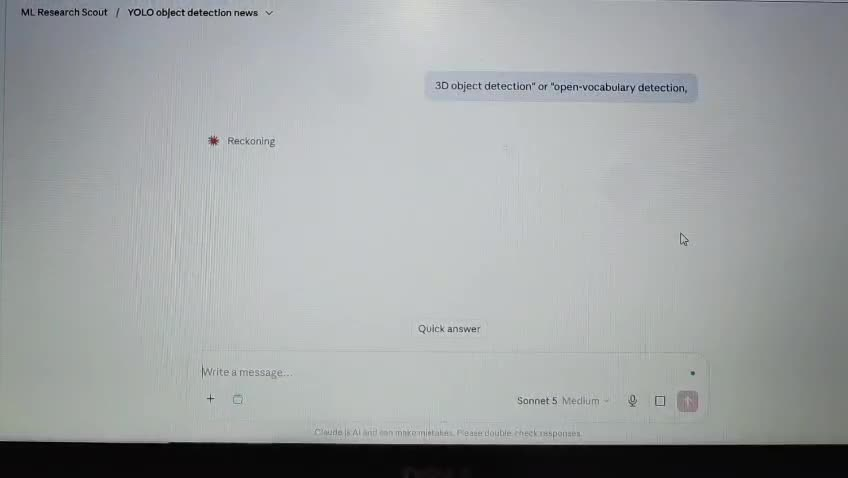 ML Research Scout / YOLO object detection news
3D object detection" or "open-vocabulary detection,
Reckoning
Quick answer
Write a message...
Sonnet 5 Medium
Claude is AI and can make mistakes. Please double-check responses.